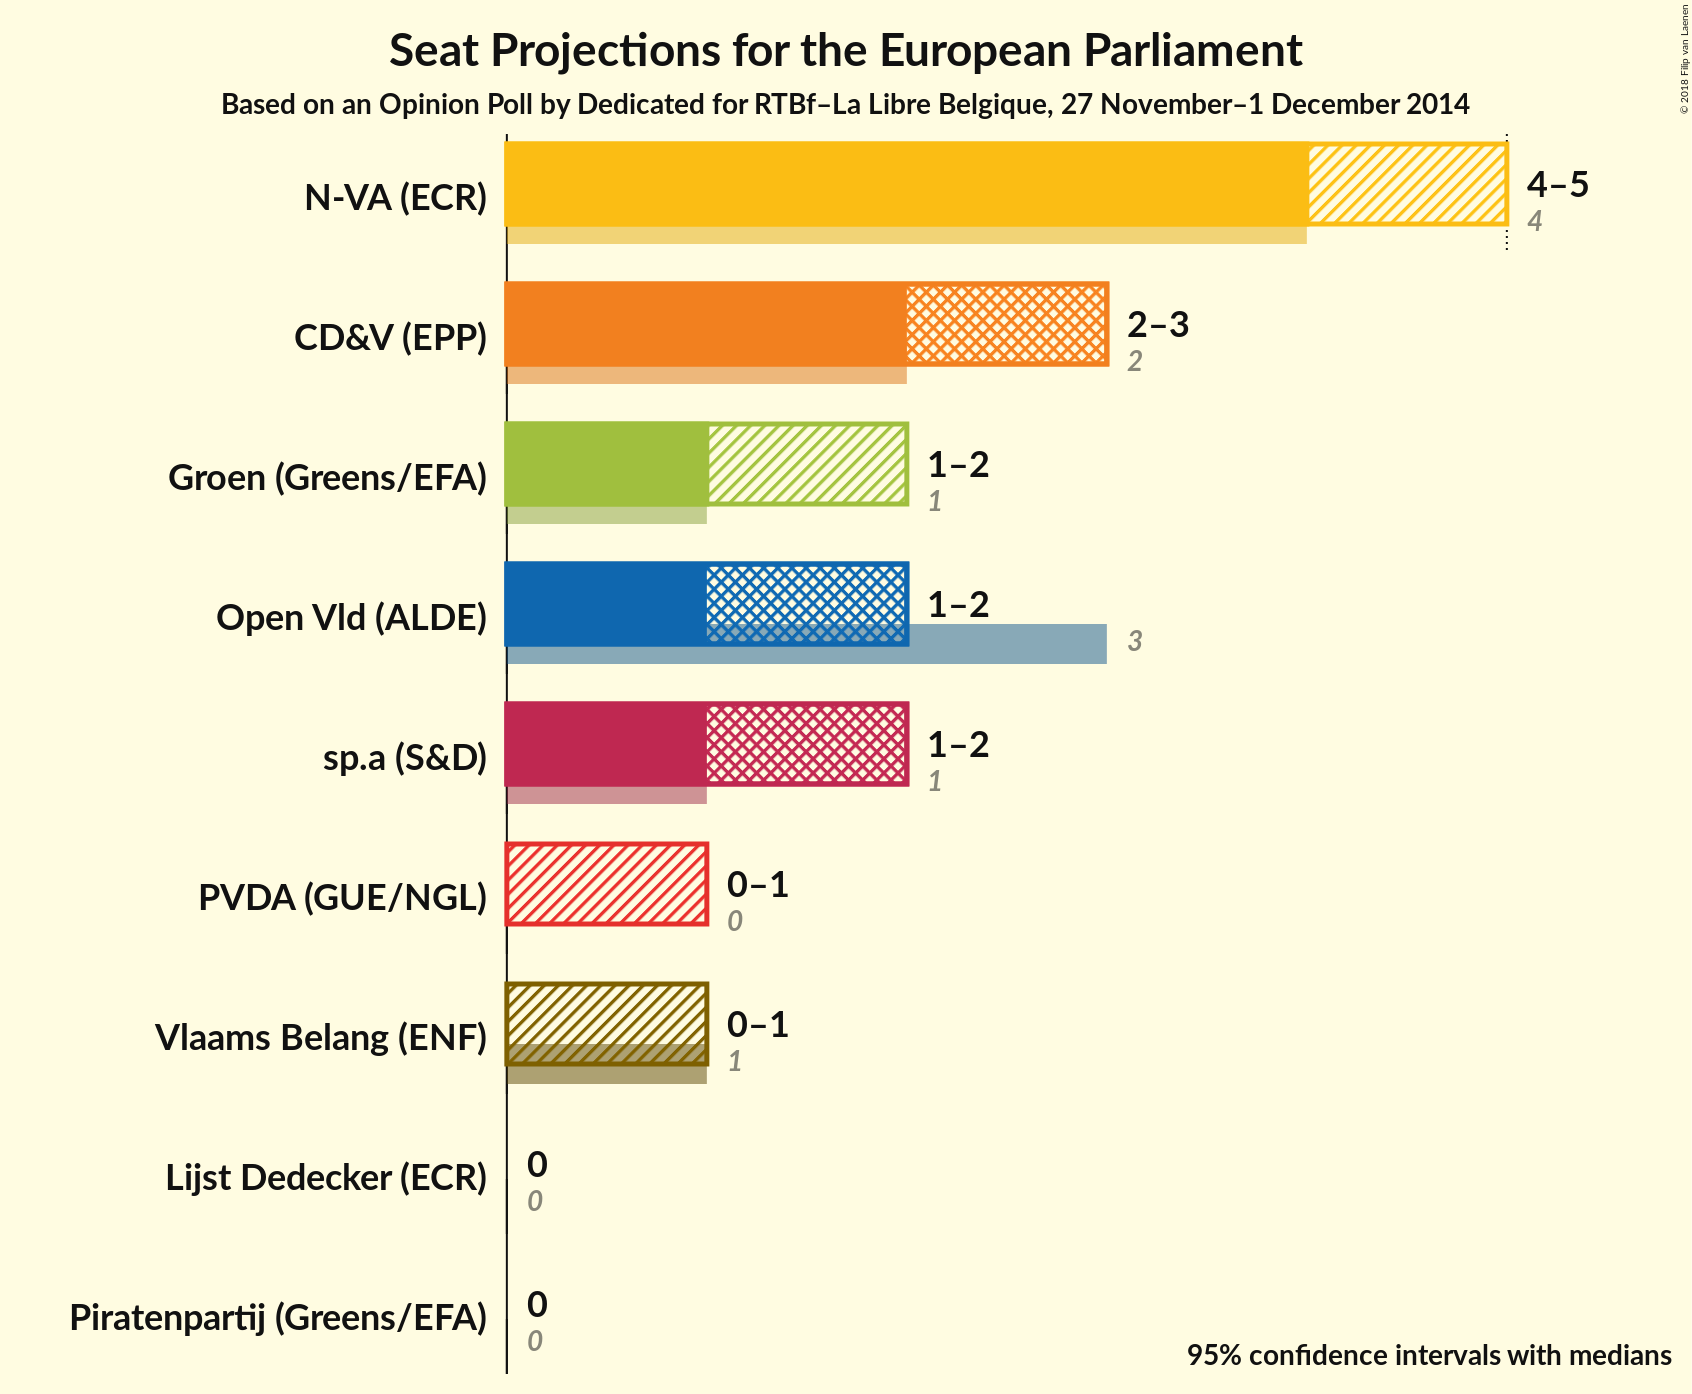 Seat Projections for the European Parliament
Based on an Opinion Poll by Dedicated for RTBf–La Libre Belgique, 27 November–1 December 2014
© 2018 Filip van Laenen
N-VA (ECR)
4–5
4
CD&V (EPP)
2–3
2
Groen (Greens/EFA)
1–2
1
Open Vld (ALDE)
1–2
3
sp.a (S&D)
1–2
1
PVDA (GUE/NGL)
0–1
0
Vlaams Belang (ENF)
0–1
1
Lijst Dedecker (ECR)
0
0
Piratenpartij (Greens/EFA)
0
0
95% confidence intervals with medians